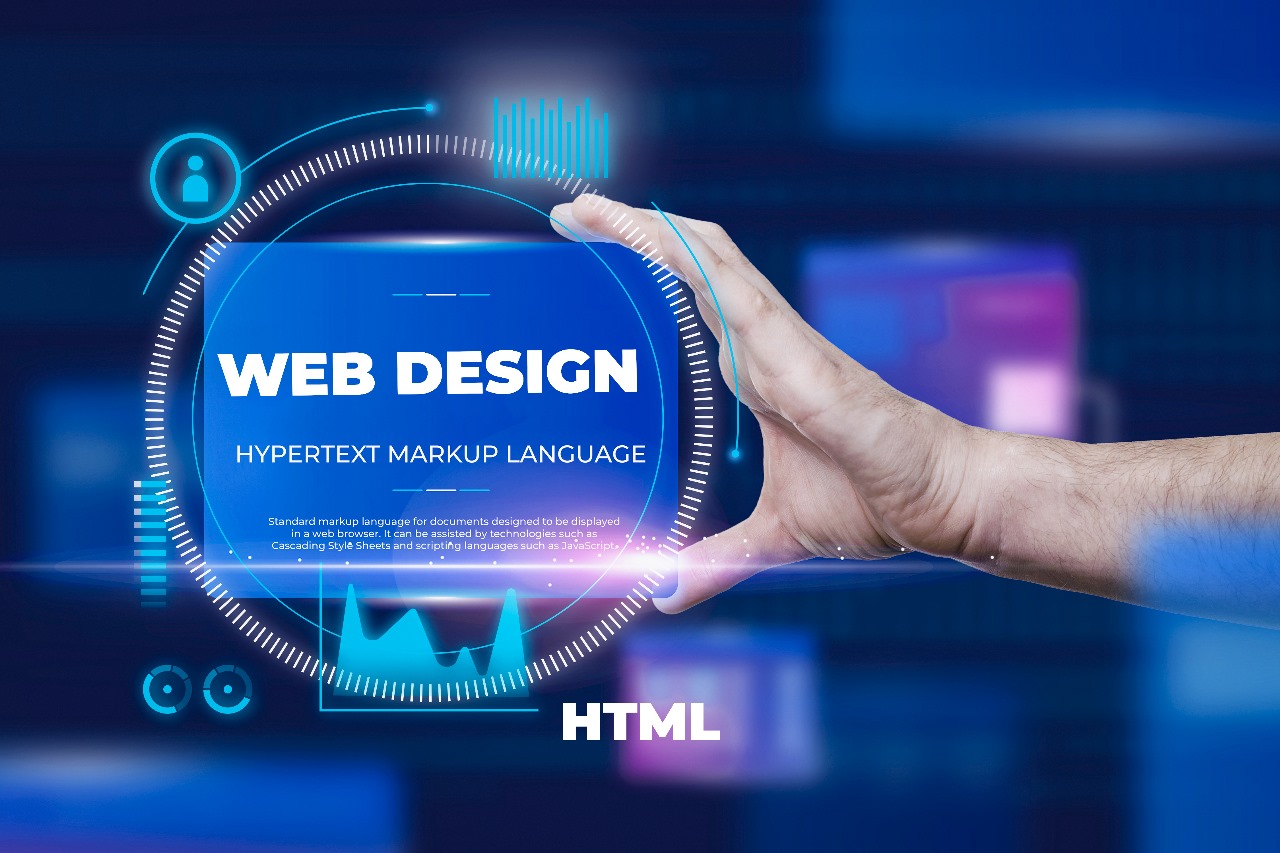 WEB DESIGN
HYPERTEXT MARKUP LANGUAGE
Standard markup language for documents designed to be displayed
in a web browser. It can be assisted by technologies such as
Cascading Style Sheets and scripting languages such as JavaScript.
HTML